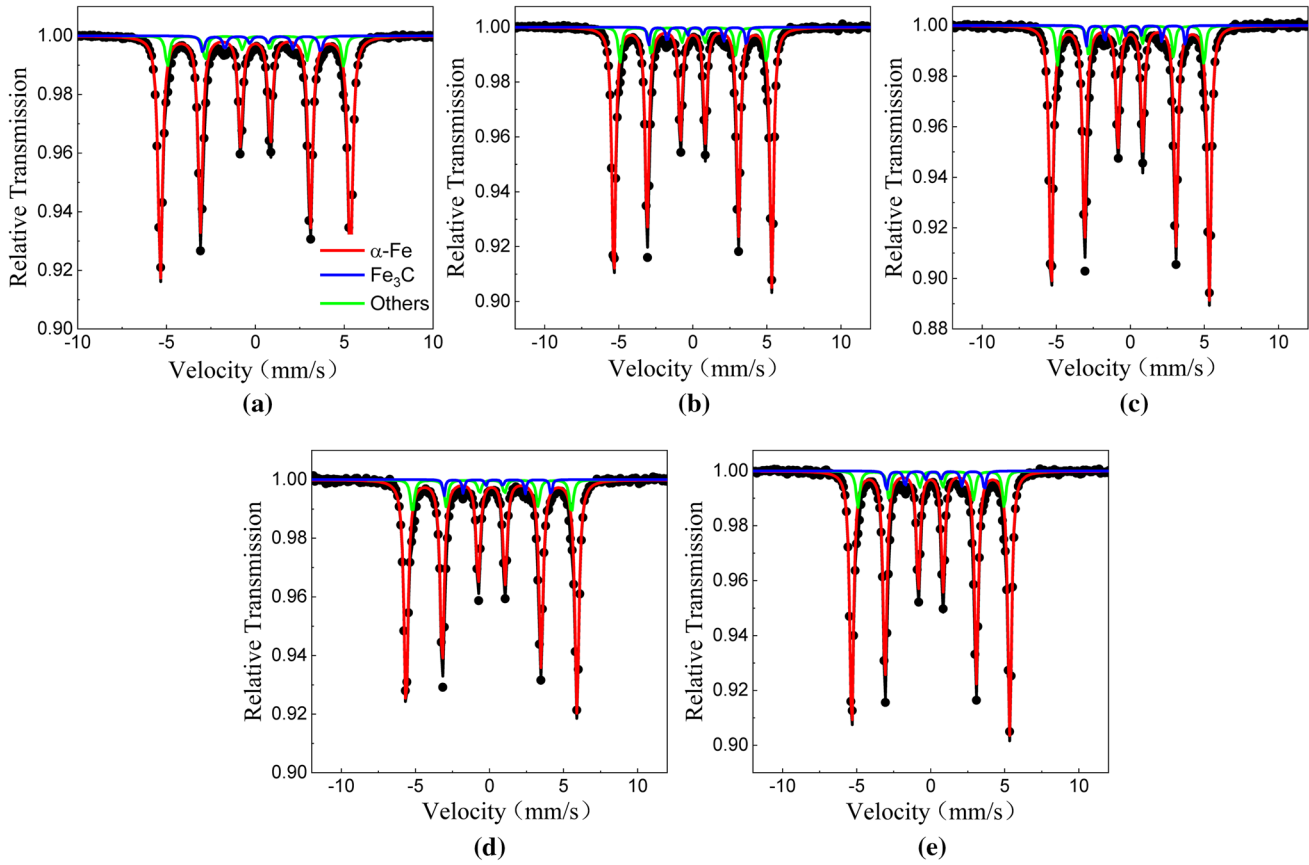 1.00
0.98
0.96
0.94
0.92
0.90
Relative Transmission
α-Fe
Fe₃C
Others
-10 -5 0 5 10
Velocity（mm/s）
(a)
1.00
0.98
0.96
0.94
0.92
0.90
Relative Transmission
-10 -5 0 5 10
Velocity（mm/s）
(b)
1.00
0.98
0.96
0.94
0.92
0.90
0.88
Relative Transmission
-10 -5 0 5 10
Velocity（mm/s）
(c)
1.00
0.98
0.96
0.94
0.92
0.90
Relative Transmission
-10 -5 0 5 10
Velocity（mm/s）
(d)
1.00
0.98
0.96
0.94
0.92
0.90
Relative Transmission
-10 -5 0 5 10
Velocity（mm/s）
(e)